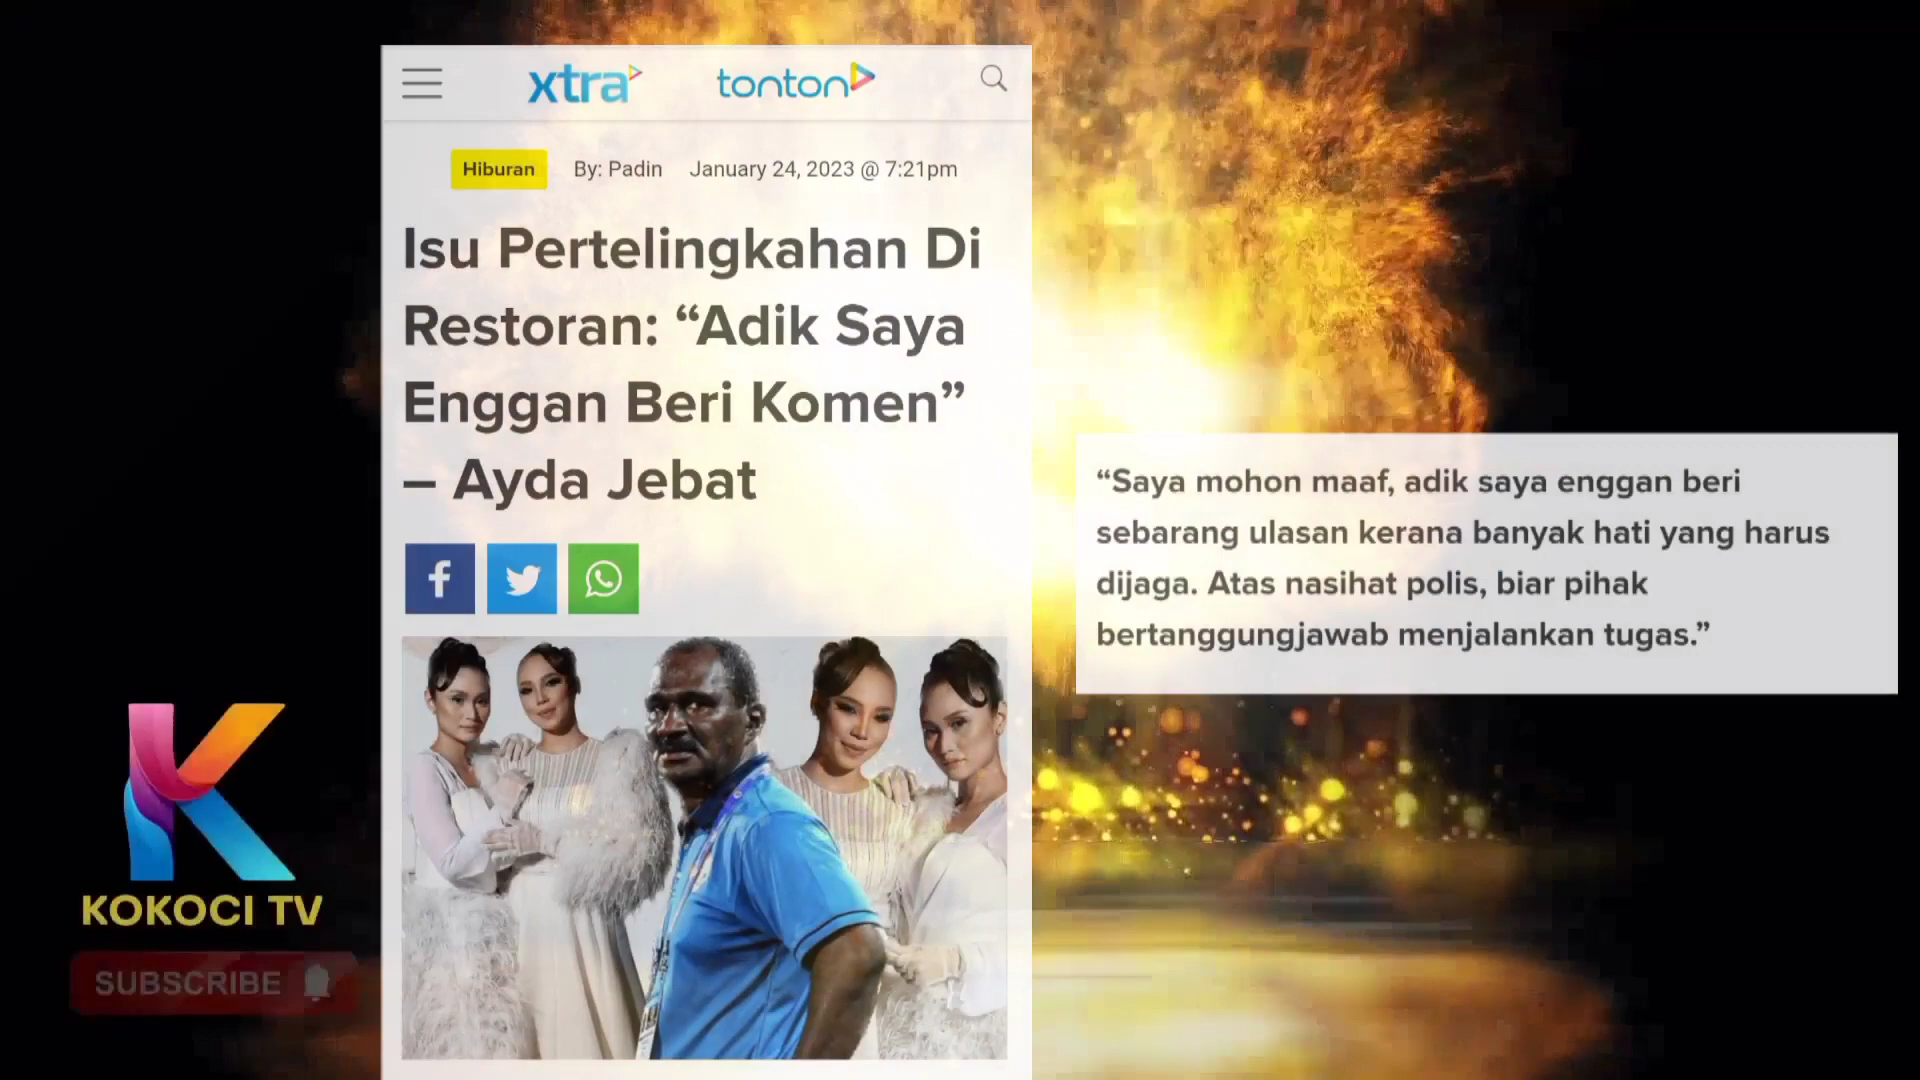 xtra
tonton
Hiburan By: Padin January 24, 2023 @ 7:21pm
Isu Pertelingkahan Di
Restoran: “Adik Saya
Enggan Beri Komen”
– Ayda Jebat
“Saya mohon maaf, adik saya enggan beri
sebarang ulasan kerana banyak hati yang harus
dijaga. Atas nasihat polis, biar pihak
bertanggungjawab menjalankan tugas.”
K
KOKOCI TV
SUBSCRIBE